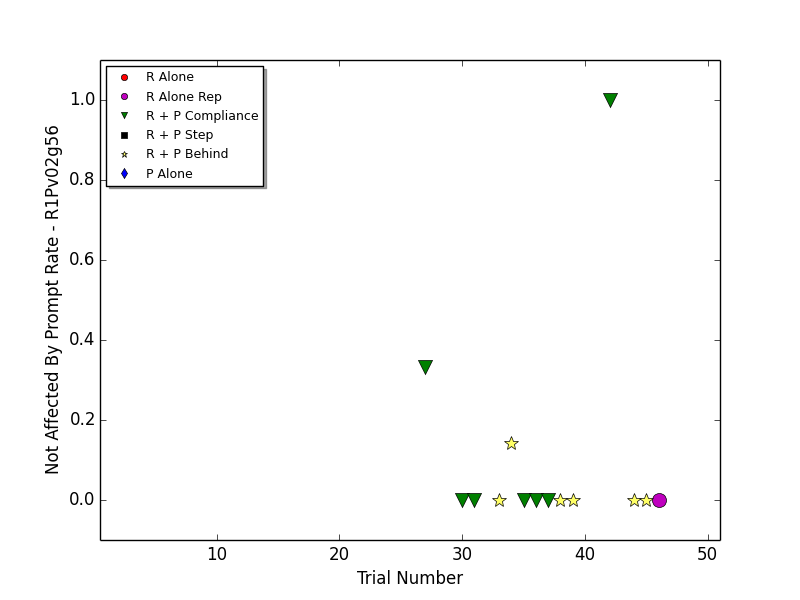 R Alone
R Alone Rep
R + P Compliance
R + P Step
R + P Behind
P Alone
1.0
0.8
0.6
0.4
0.2
0.0
Not Affected By Prompt Rate - R1Pv02g56
10 20 30 40 50
Trial Number